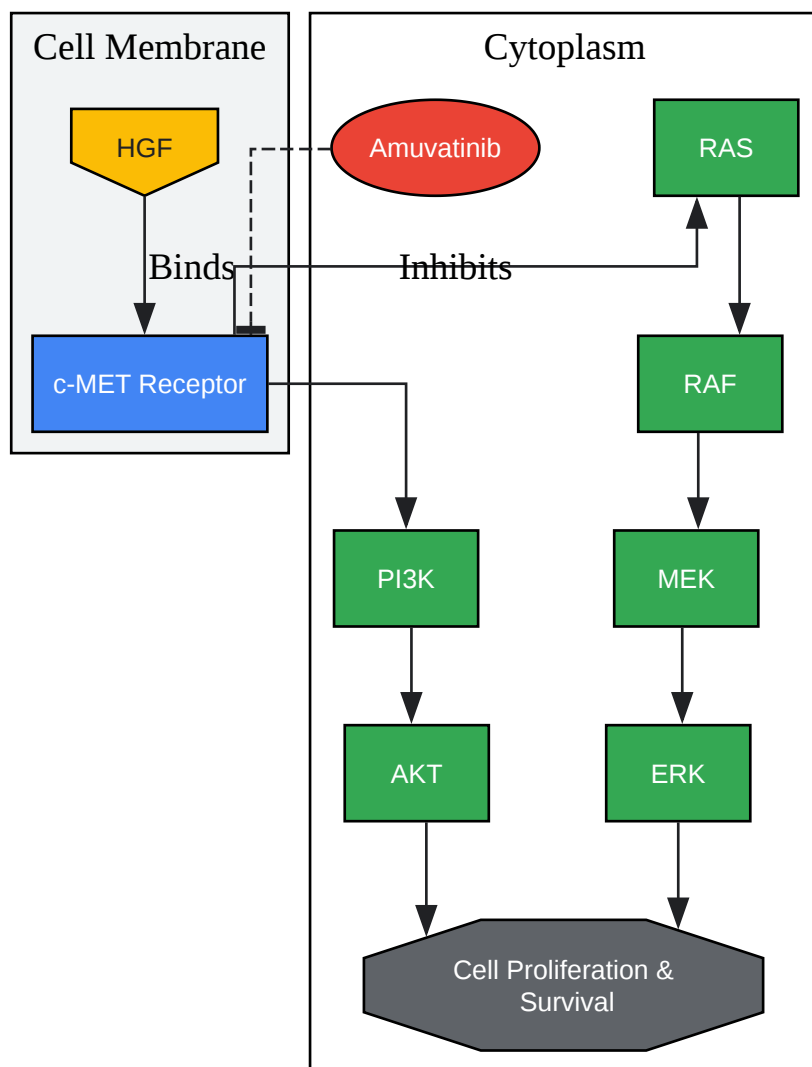 Cell Membrane
Cytoplasm
HGF
Amuvatinib
RAS
Binds
Inhibits
c-MET Receptor
RAF
PI3K
MEK
AKT
ERK
Cell Proliferation &
Survival